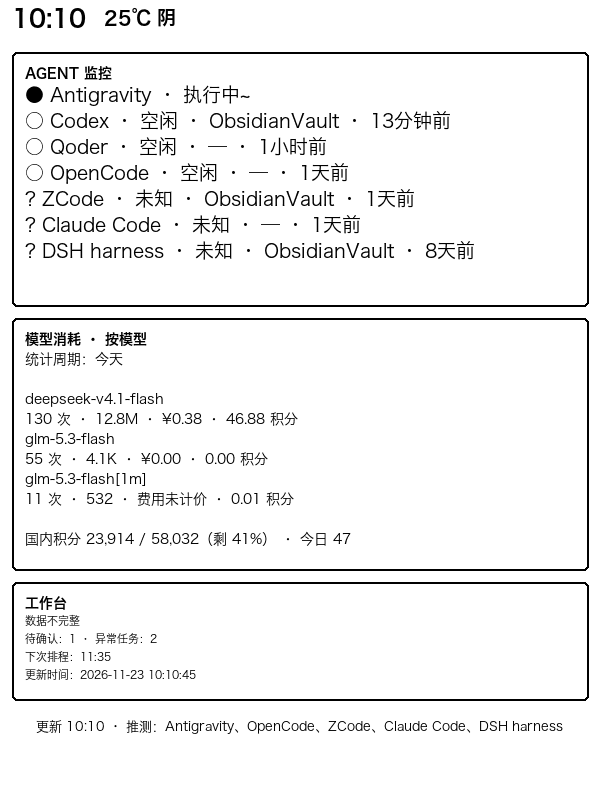 10:10 25℃ 阴
AGENT 监控
● Antigravity · 执行中~
○ Codex · 空闲 · ObsidianVault · 13分钟前
○ Qoder · 空闲 · — · 1小时前
○ OpenCode · 空闲 · — · 1天前
? ZCode · 未知 · ObsidianVault · 1天前
? Claude Code · 未知 · — · 1天前
? DSH harness · 未知 · ObsidianVault · 8天前
模型消耗 · 按模型
统计周期：今天
deepseek-v4.1-flash
130 次 · 12.8M · ¥0.38 · 46.88 积分
glm-5.3-flash
55 次 · 4.1K · ¥0.00 · 0.00 积分
glm-5.3-flash[1m]
11 次 · 532 · 费用未计价 · 0.01 积分
国内积分 23,914 / 58,032（剩 41%） · 今日 47
工作台
数据不完整
待确认：1 · 异常任务：2
下次排程：11:35
更新时间：2026-11-23 10:10:45
更新 10:10 · 推测：Antigravity、OpenCode、ZCode、Claude Code、DSH harness